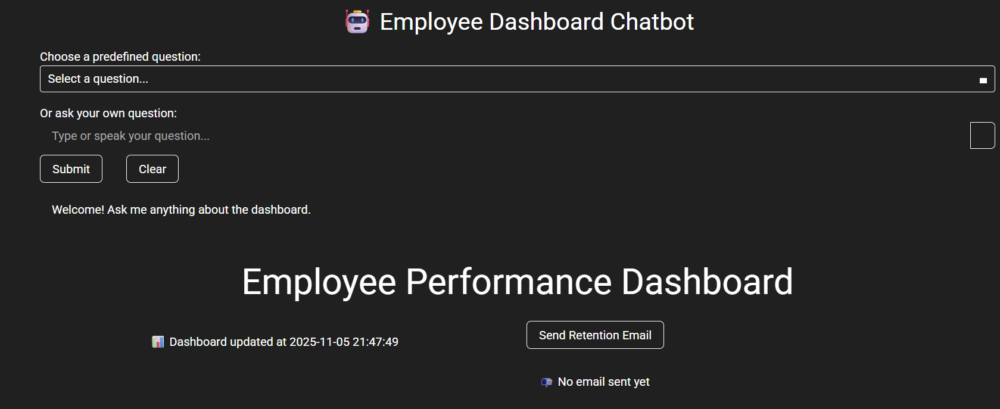 Employee Dashboard Chatbot
Choose a predefined question:
Select a question...
Or ask your own question:
Type or speak your question...
Submit
Clear
Welcome! Ask me anything about the dashboard.
Employee Performance Dashboard
Dashboard updated at 2025-11-05 21:47:49
Send Retention Email
No email sent yet